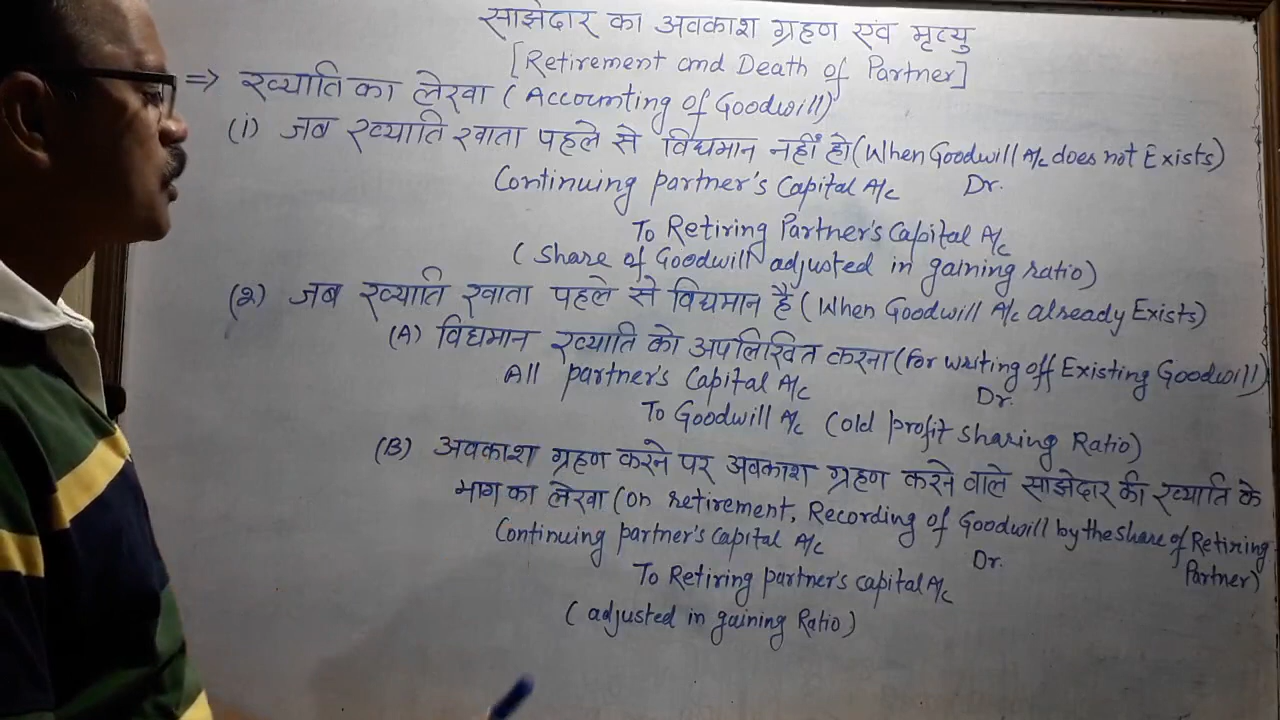 साझेदार का अवकाश ग्रहण एवं मृत्यु
[Retirement and Death of Partner]
⇒ ख्याति का लेखा (Accounting of Goodwill)
(i) जब ख्याति खाता पहले से विद्यमान नहीं हो (When Goodwill A/c does not Exists)
Continuing partner's Capital A/c Dr.
To Retiring Partner's Capital A/c
(Share of Goodwill adjusted in gaining ratio)
(२) जब ख्याति खाता पहले से विद्यमान है (When Goodwill A/c already Exists)
(A) विद्यमान ख्याति को अपलिखित करना (For writing off Existing Goodwill)
All partner's Capital A/c Dr.
To Goodwill A/c (old profit sharing Ratio)
(B) अवकाश ग्रहण करने पर अवकाश ग्रहण करने वाले साझेदार की ख्याति के
भाग का लेखा (on retirement, Recording of Goodwill by the share of Retiring
Partner)
Continuing partner's Capital A/c Dr.
To Retiring partner's capital A/c
(adjusted in gaining Ratio)